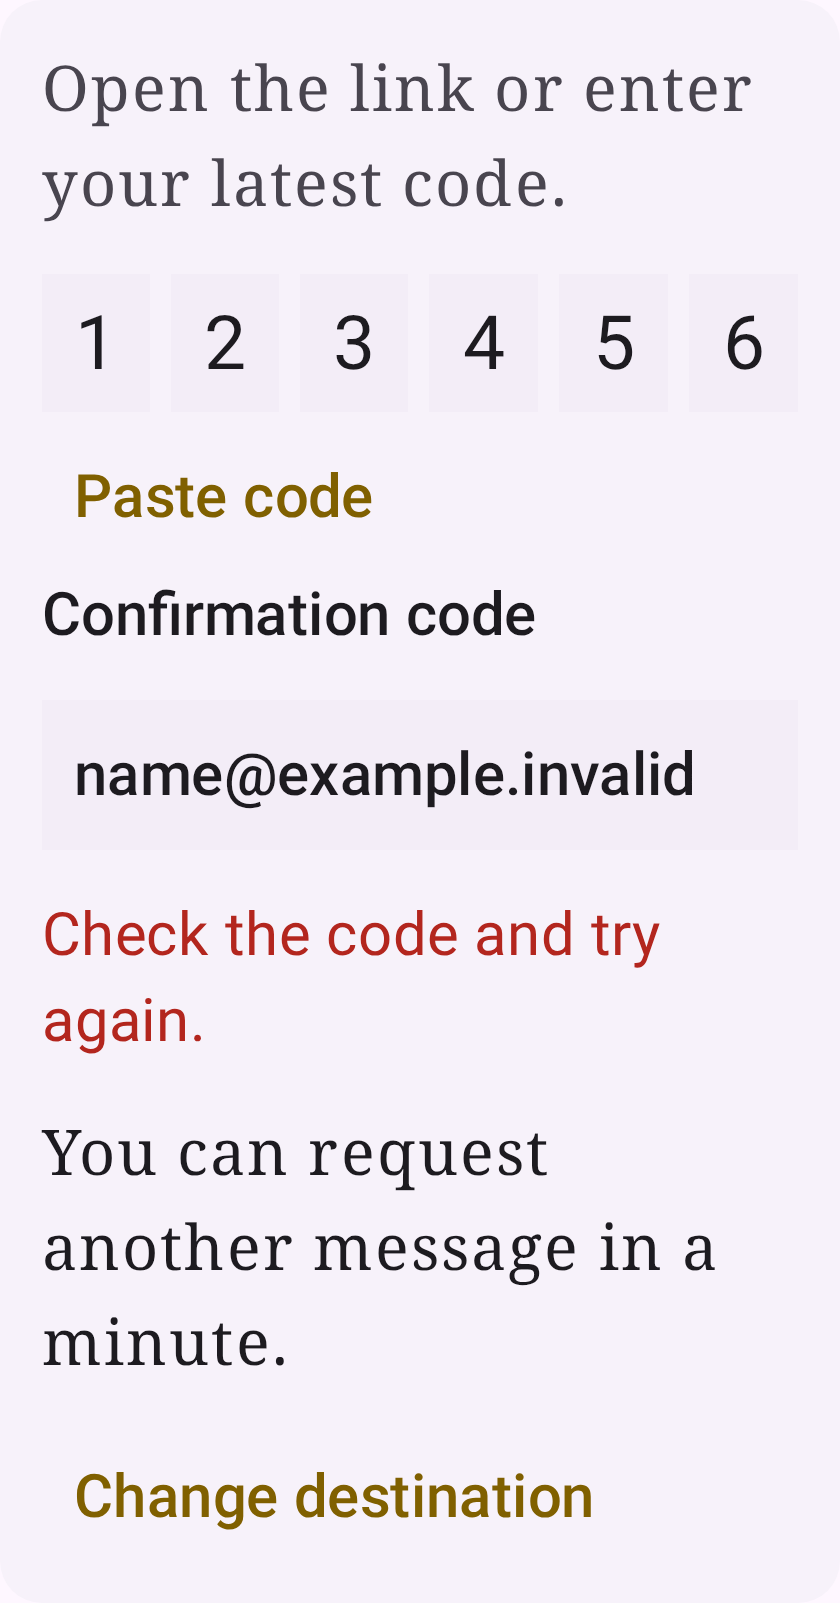 Open the link or enter
your latest code.
1 2 3 4 5 6
Paste code
Confirmation code
name@example.invalid
Check the code and try
again.
You can request
another message in a
minute.
Change destination